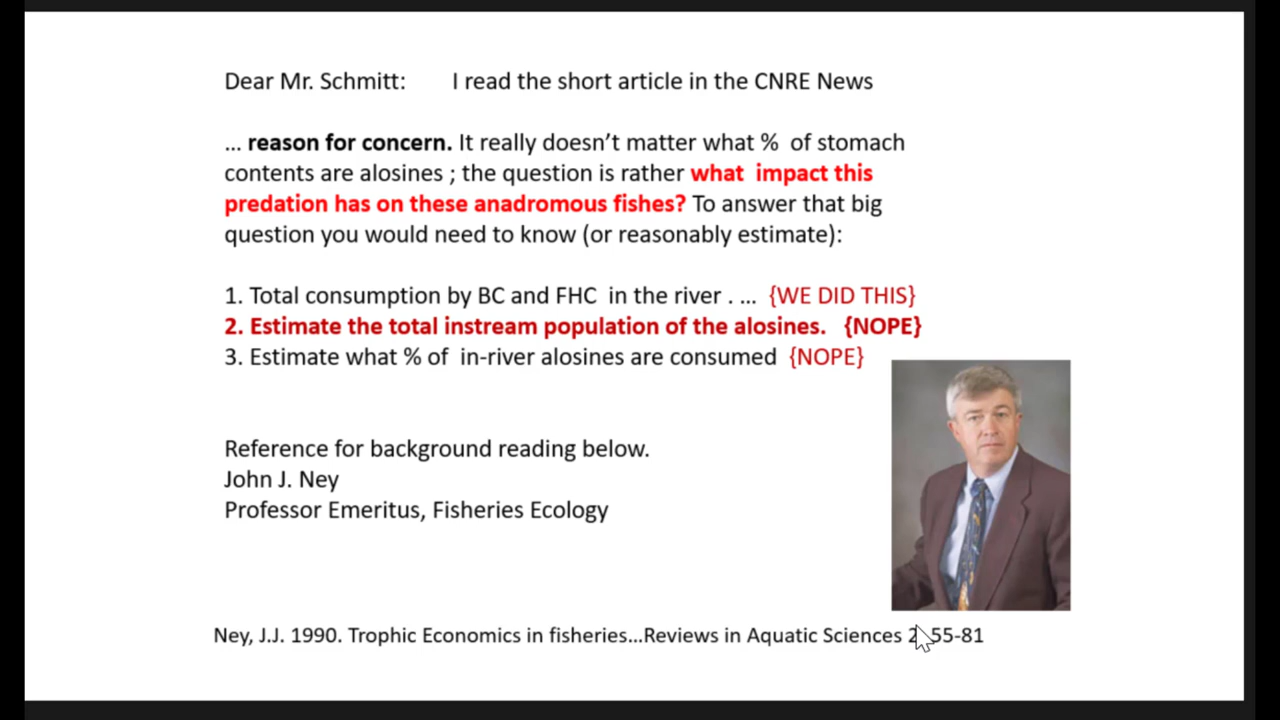 Dear Mr. Schmitt: I read the short article in the CNRE News
... reason for concern. It really doesn't matter what % of stomach
contents are alosines ; the question is rather what impact this
predation has on these anadromous fishes? To answer that big
question you would need to know (or reasonably estimate):
1. Total consumption by BC and FHC in the river . ... {WE DID THIS}
2. Estimate the total instream population of the alosines. {NOPE}
3. Estimate what % of in-river alosines are consumed {NOPE}
Reference for background reading below.
John J. Ney
Professor Emeritus, Fisheries Ecology
Ney, J.J. 1990. Trophic Economics in fisheries...Reviews in Aquatic Sciences 55-81